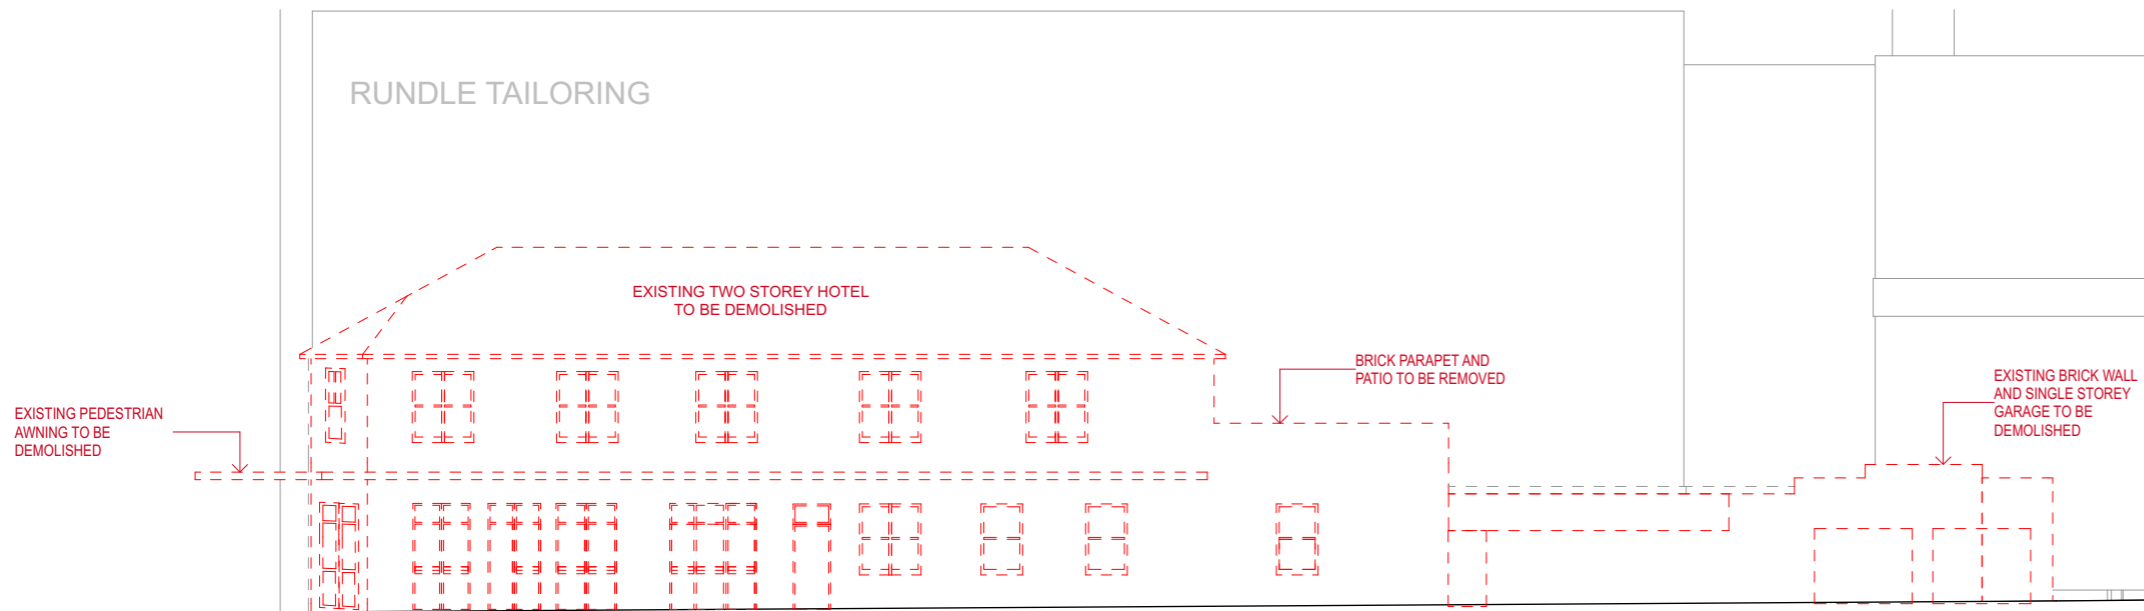 RUNDLE TAILORING
EXISTING TWO STOREY HOTEL
TO BE DEMOLISHED
BRICK PARAPET AND
PATIO TO BE REMOVED
EXISTING BRICK WALL
AND SINGLE STOREY
GARAGE TO BE
DEMOLISHED
EXISTING PEDESTRIAN
AWNING TO BE
DEMOLISHED